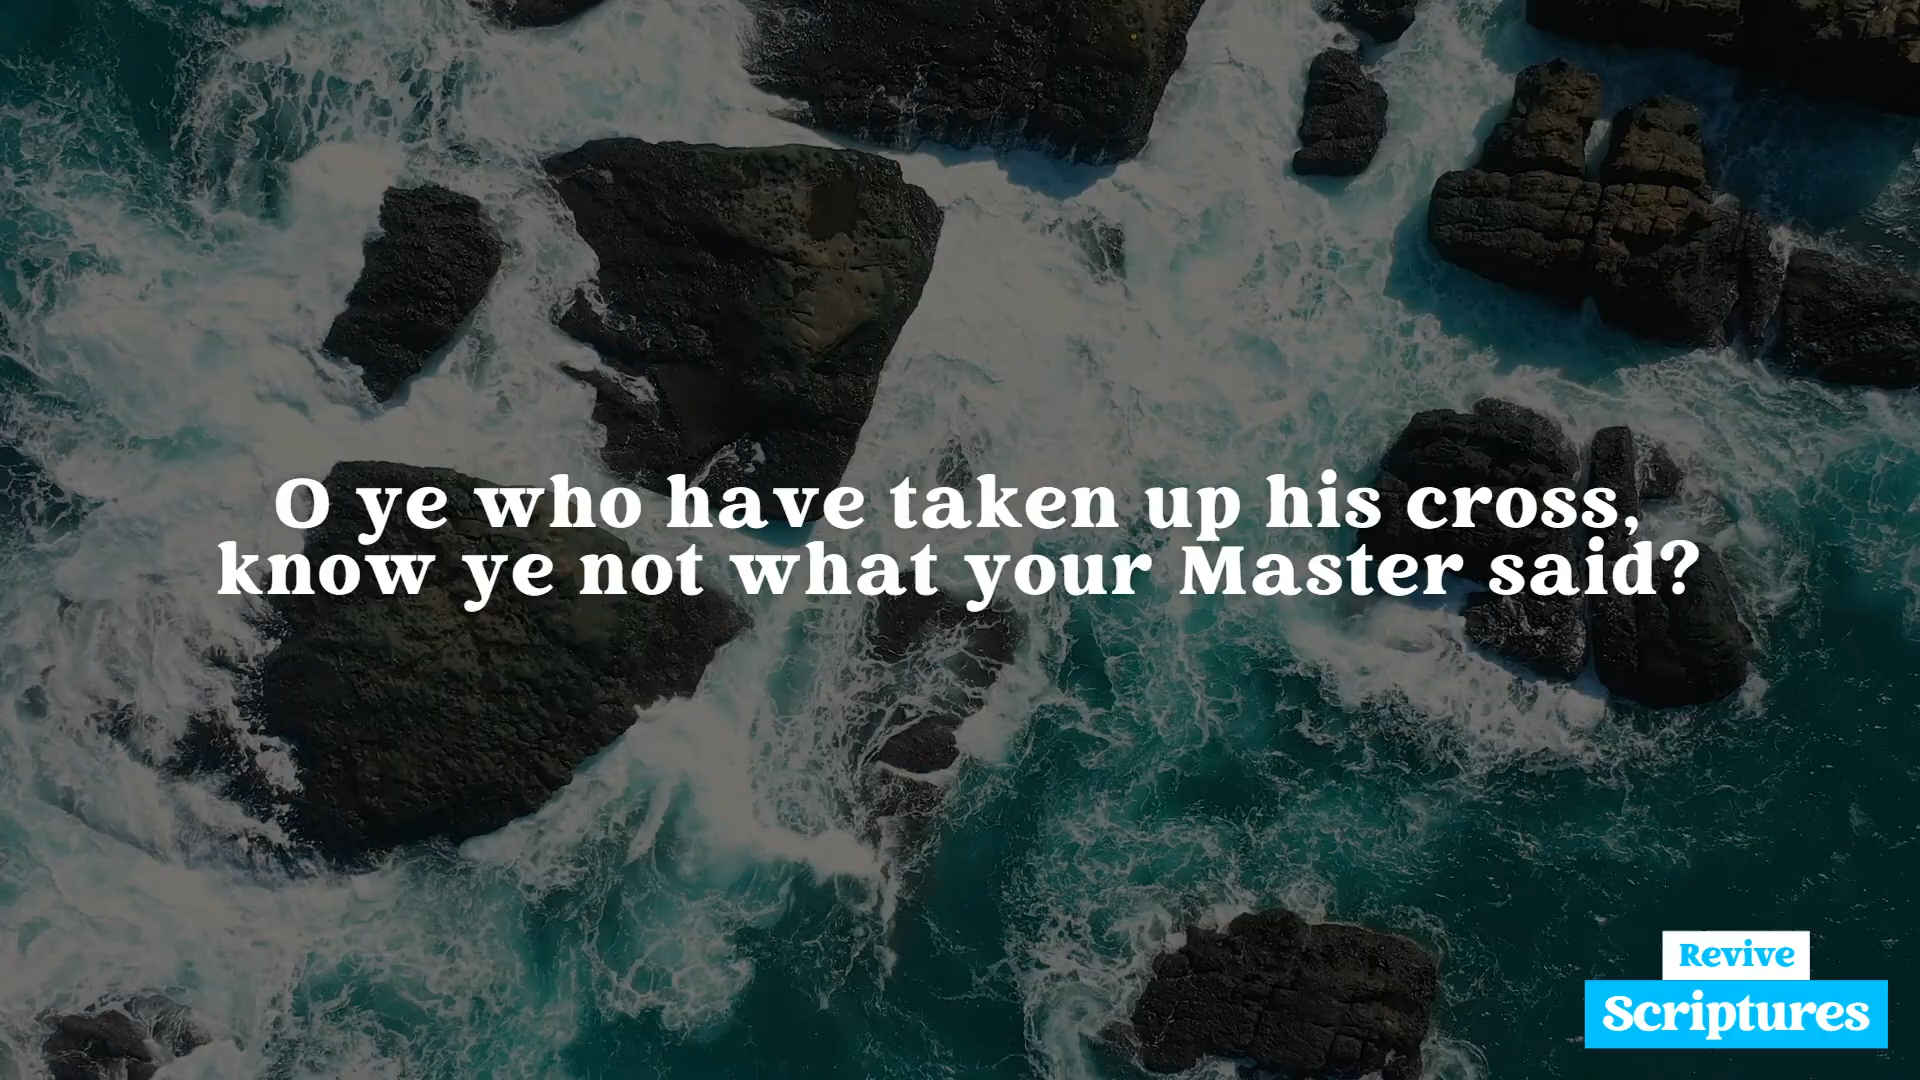 O ye who have taken up his cross,
know ye not what your Master said?
Revive
Scriptures